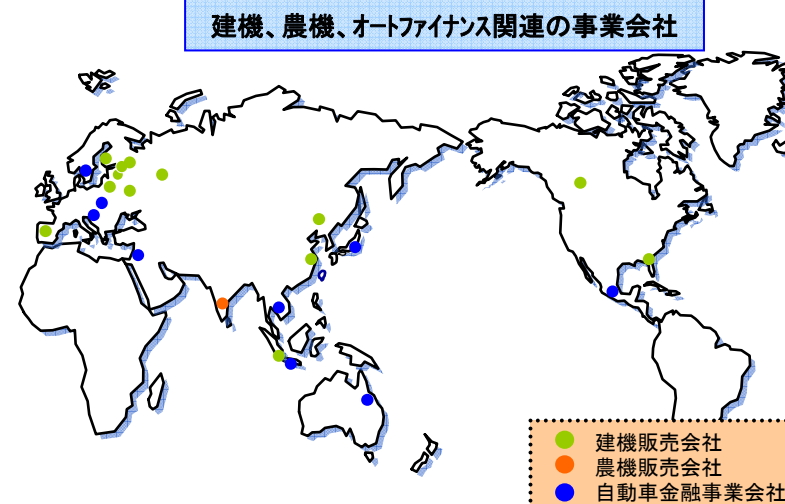 建機、農機、オートファイナンス関連の事業会社
建機販売会社
農機販売会社
自動車金融事業会社